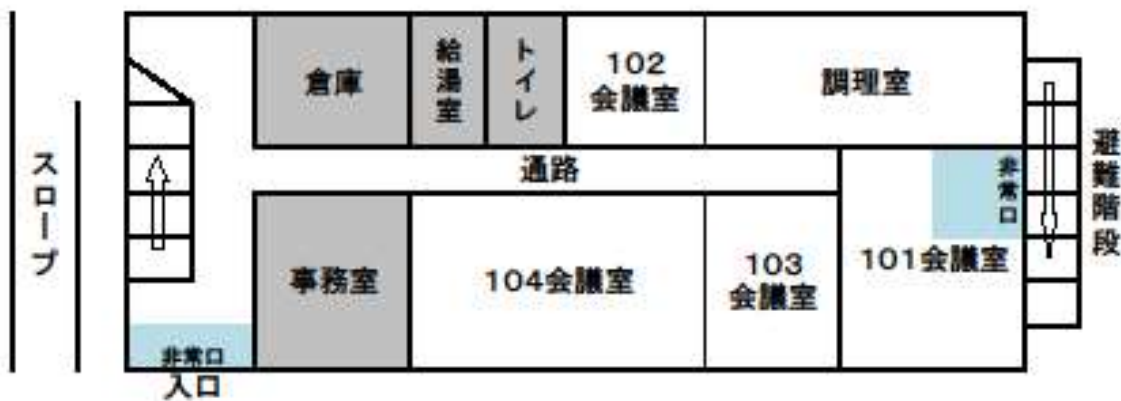 スロープ
倉庫
給湯室
トイレ
102
会議室
調理室
通路
避難階段
非常口
事務室
104会議室
103
会議室
101会議室
非常口
入口